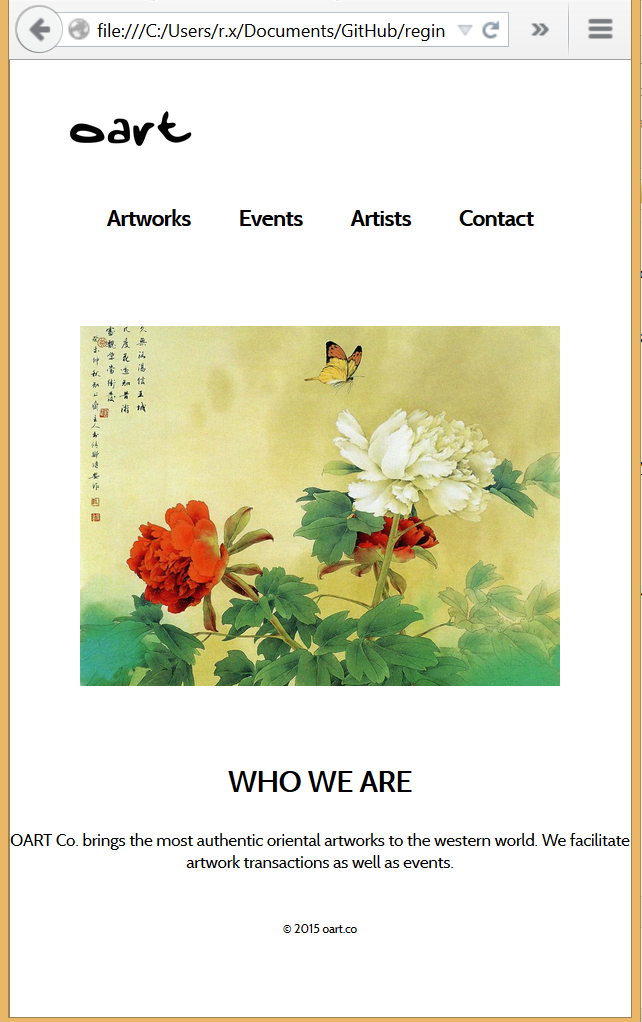 file:///C:/Users/r.x/Documents/GitHub/regin
oart
Artworks Events Artists Contact
WHO WE ARE
OART Co. brings the most authentic oriental artworks to the western world. We facilitate
artwork transactions as well as events.
© 2015 oart.co